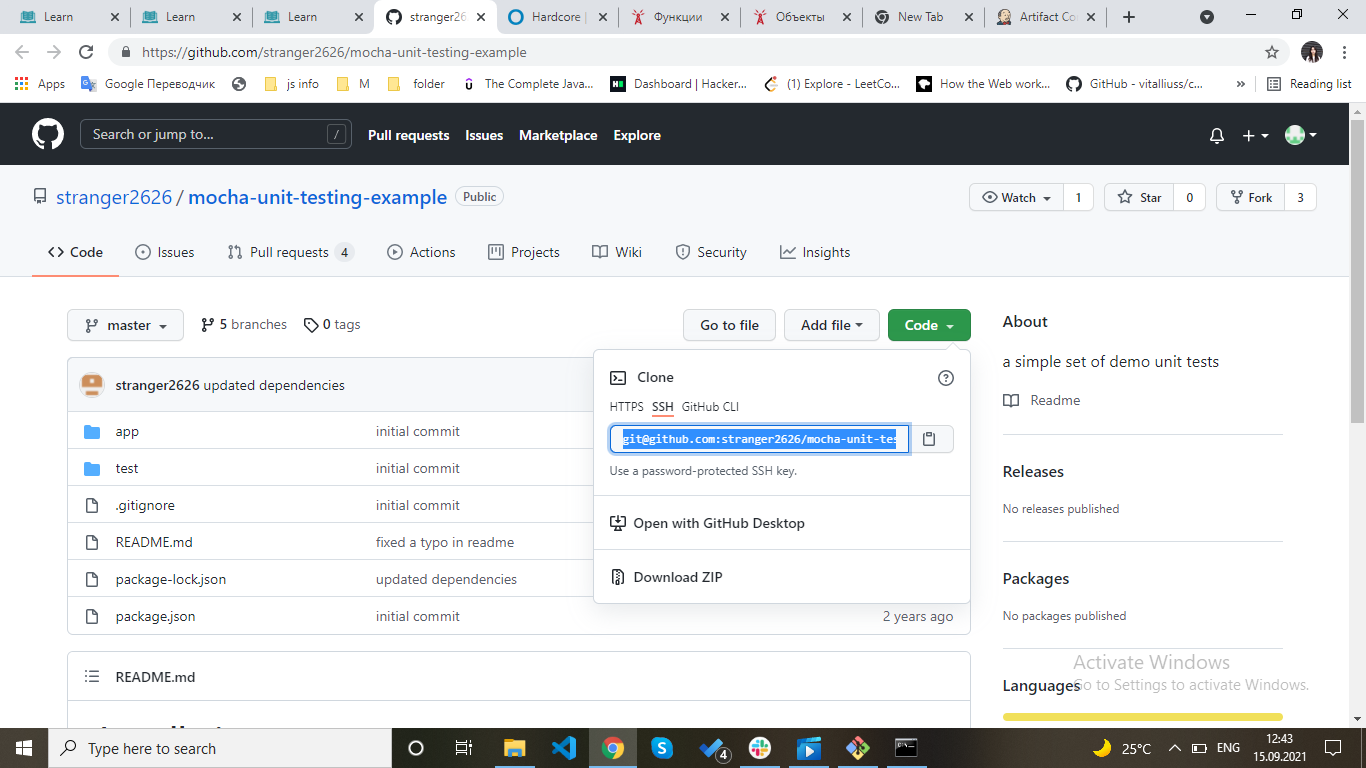 Learn
Learn
Learn
stranger26
Hardcore |
Функции
Объекты
New Tab
Artifact Co
https://github.com/stranger2626/mocha-unit-testing-example
Apps
Google Переводчик
js info
M
folder
The Complete Java...
Dashboard | Hacker...
(1) Explore - LeetCo...
How the Web work...
GitHub - vitalliuss/c...
»
Reading list
Search or jump to...
/
Pull requests
Issues
Marketplace
Explore
stranger2626 / mocha-unit-testing-example
Public
Watch
1
Star
0
Fork
3
Code
Issues
Pull requests 4
Actions
Projects
Wiki
Security
Insights
master
5 branches
0 tags
Go to file
Add file
Code
About
a simple set of demo unit tests
Readme
Releases
No releases published
Packages
No packages published
Languages
stranger2626 updated dependencies
app
initial commit
test
initial commit
.gitignore
initial commit
README.md
fixed a typo in readme
package-lock.json
updated dependencies
package.json
initial commit
2 years ago
Clone
HTTPS
SSH
GitHub CLI
git@github.com:stranger2626/mocha-unit-tes
Use a password-protected SSH key.
Open with GitHub Desktop
Download ZIP
README.md
Activate Windows
Go to Settings to activate Windows.
Type here to search
4
25°C
ENG
12:43
15.09.2021